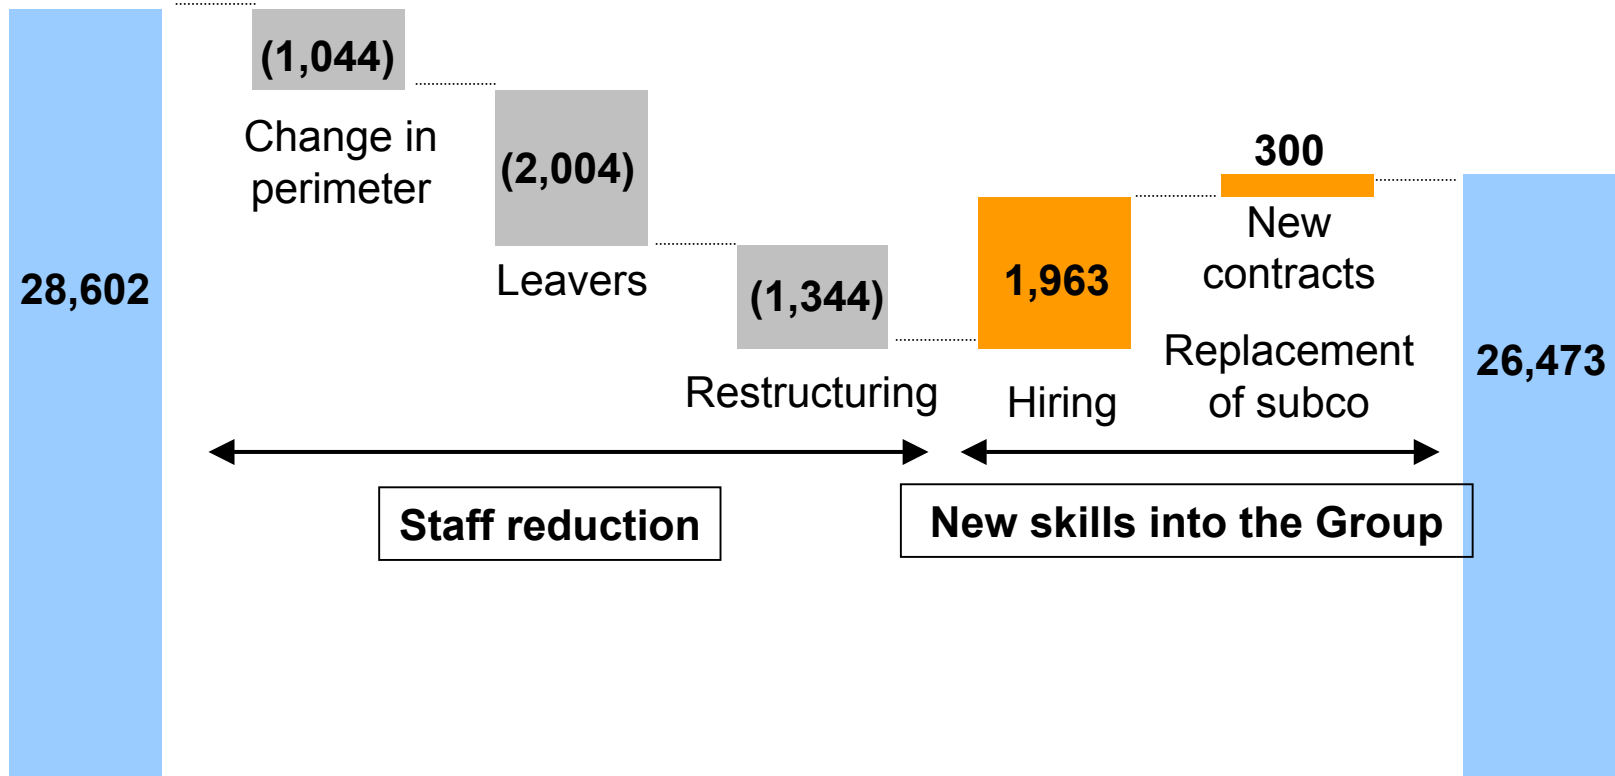 28,602
(1,044)
Change in
perimeter
(2,004)
Leavers
(1,344)
Restructuring
1,963
Hiring
300
New
contracts
Replacement
of subco
26,473
Staff reduction
New skills into the Group